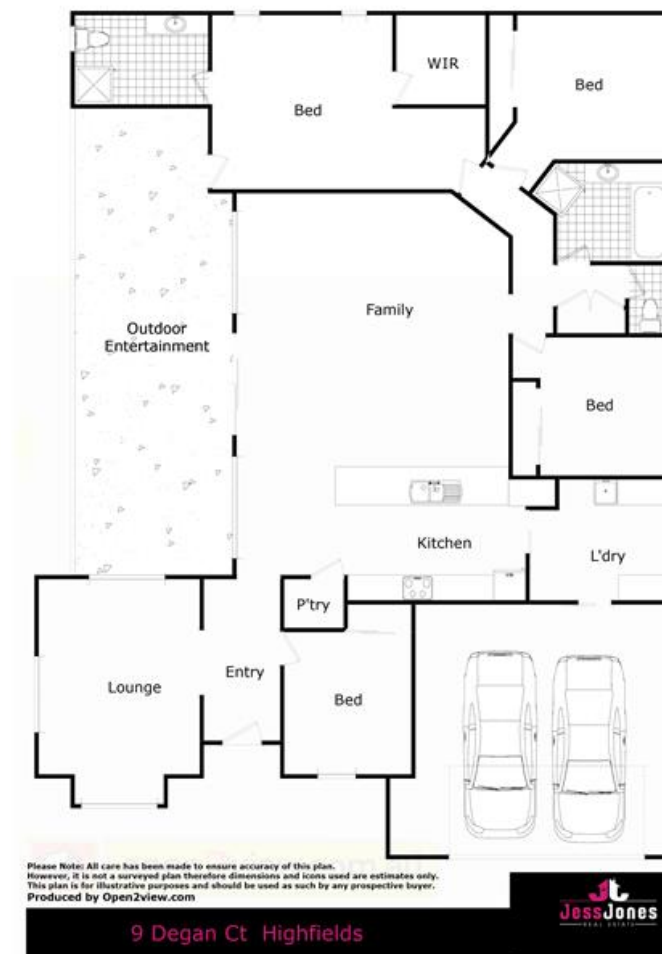 WIR
Bed
Bed
Outdoor
Entertainment
Family
Bed
Kitchen
L'dry
P'try
Entry
Lounge
Bed
Please Note: All care has been made to ensure accuracy of this plan.
However, it is not a surveyed plan therefore dimensions and icons used are estimates only.
This plan is for illustrative purposes and should be used as such by any prospective buyer.
Produced by Open2view.com
9 Degan Ct Highfields
JessJones
REAL ESTATE